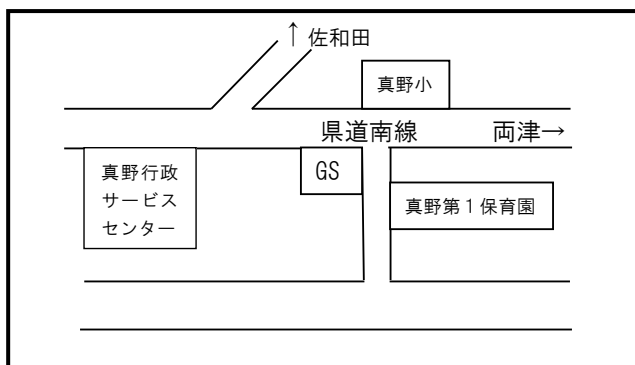 ↑佐和田
真野小
県道南線
両津→
真野行政
サービス
センター
GS
真野第１保育園